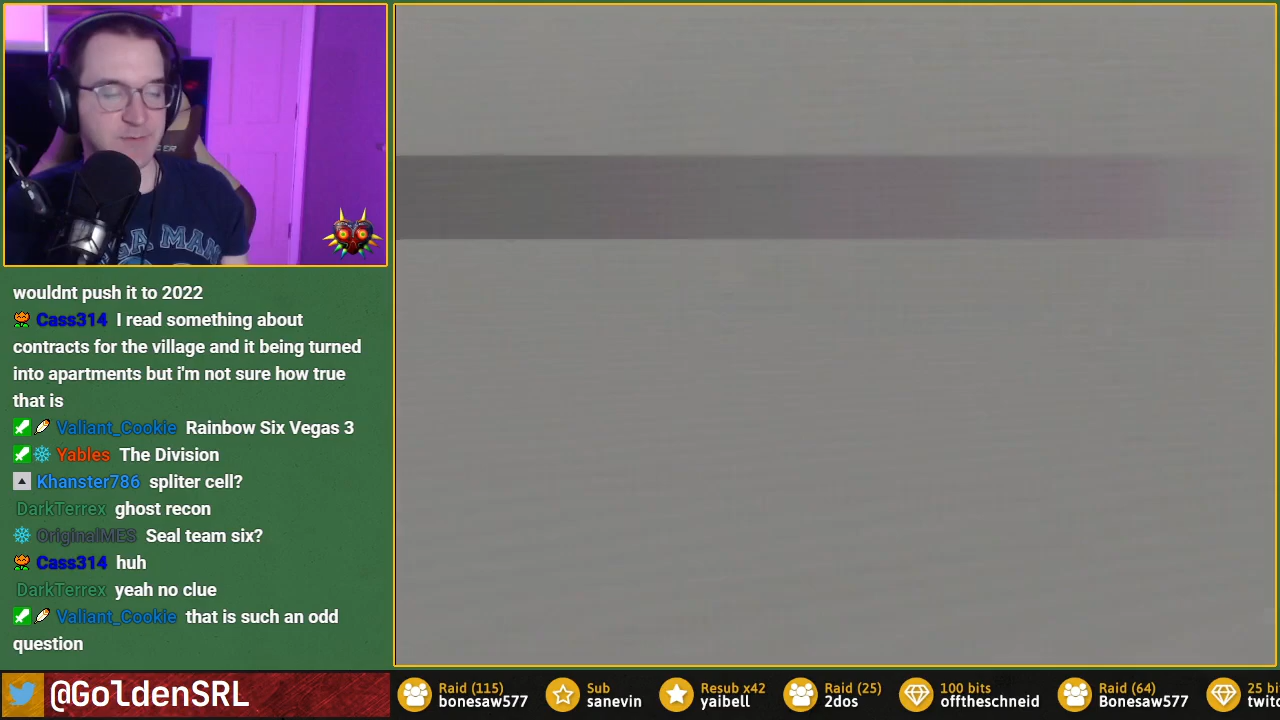 wouldnt push it to 2022
Cass314 I read something about
contracts for the village and it being turned
into apartments but i'm not sure how true
that is
Valiant_Cookie Rainbow Six Vegas 3
Yables The Division
Khanster786 spliter cell?
DarkTerrex ghost recon
OriginalMES Seal team six?
Cass314 huh
DarkTerrex yeah no clue
Valiant_Cookie that is such an odd
question
@GoldenSRL
Raid (115)
bonesaw577
Sub
sanevin
Resub x42
yaibell
Raid (25)
2dos
100 bits
offtheschneid
Raid (64)
Bonesaw577
25 bi
twitc